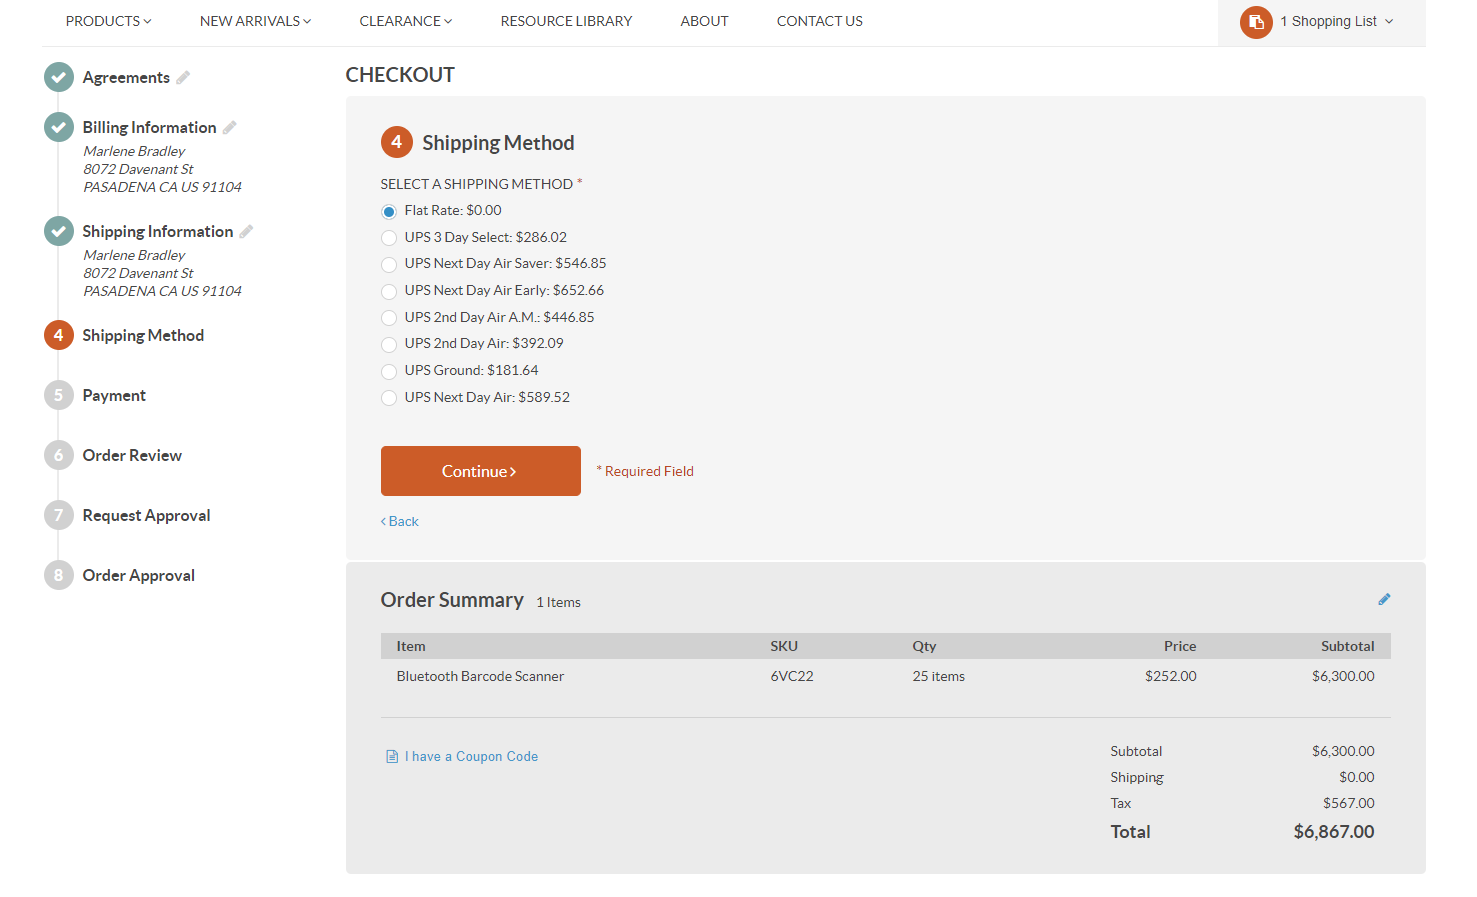 PRODUCTS NEW ARRIVALS CLEARANCE RESOURCE LIBRARY ABOUT CONTACT US 1 Shopping List
Agreements
Billing Information
Marlene Bradley
8072 Davenant St
PASADENA CA US 91104
Shipping Information
Marlene Bradley
8072 Davenant St
PASADENA CA US 91104
4 Shipping Method
5 Payment
6 Order Review
7 Request Approval
8 Order Approval
CHECKOUT
4 Shipping Method
SELECT A SHIPPING METHOD *
Flat Rate: $0.00
UPS 3 Day Select: $286.02
UPS Next Day Air Saver: $546.85
UPS Next Day Air Early: $652.66
UPS 2nd Day Air A.M.: $446.85
UPS 2nd Day Air: $392.09
UPS Ground: $181.64
UPS Next Day Air: $589.52
Continue * Required Field
Back
Order Summary 1 Items
Item SKU Qty Price Subtotal
Bluetooth Barcode Scanner 6VC22 25 items $252.00 $6,300.00
I have a Coupon Code
Subtotal $6,300.00
Shipping $0.00
Tax $567.00
Total $6,867.00